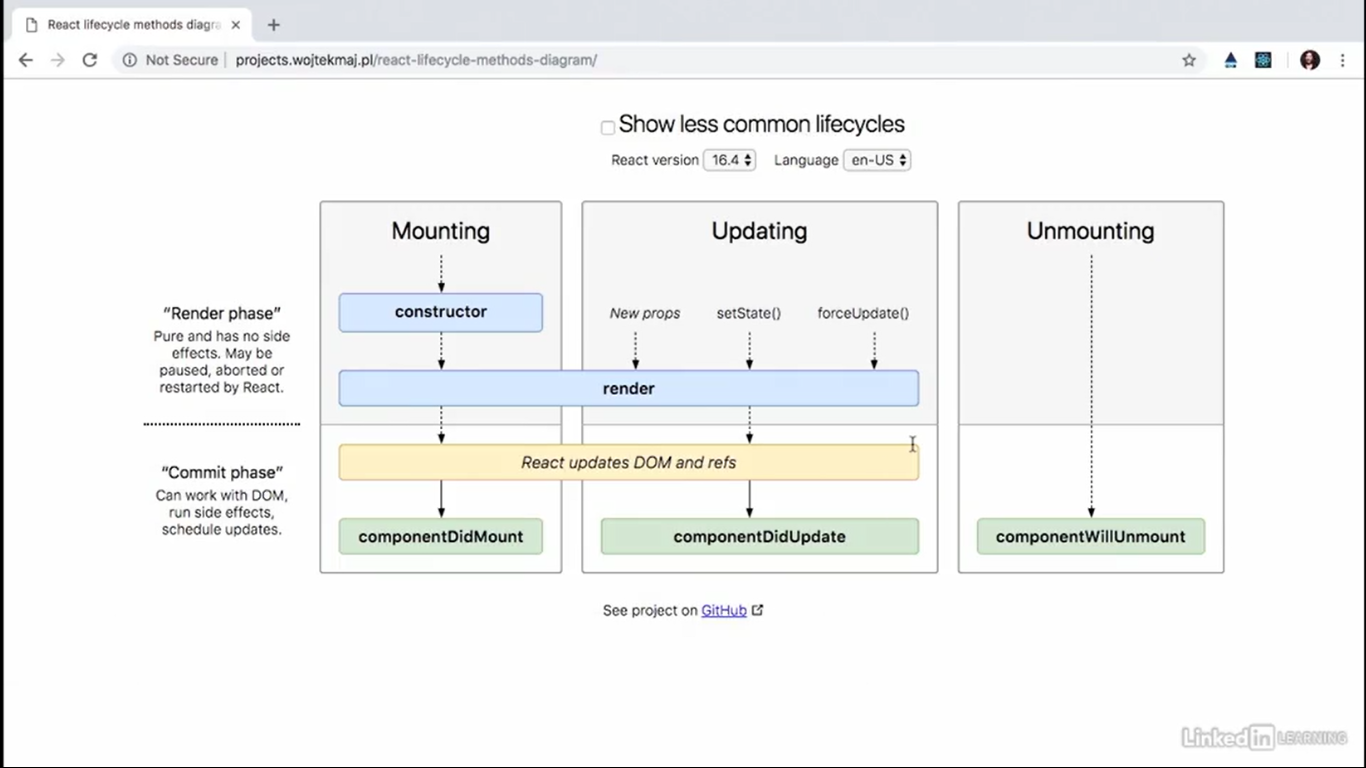 React lifecycle methods diagra
Not Secure
projects.wojtekmaj.pl/react-lifecycle-methods-diagram/
Show less common lifecycles
React version 16.4 Language en-US
Mounting
Updating
Unmounting
"Render phase"
Pure and has no side
effects. May be
paused, aborted or
restarted by React.
constructor
New props
setState()
forceUpdate()
render
"Commit phase"
Can work with DOM,
run side effects,
schedule updates.
React updates DOM and refs
componentDidMount
componentDidUpdate
componentWillUnmount
See project on GitHub
LinkedIn LEARNING